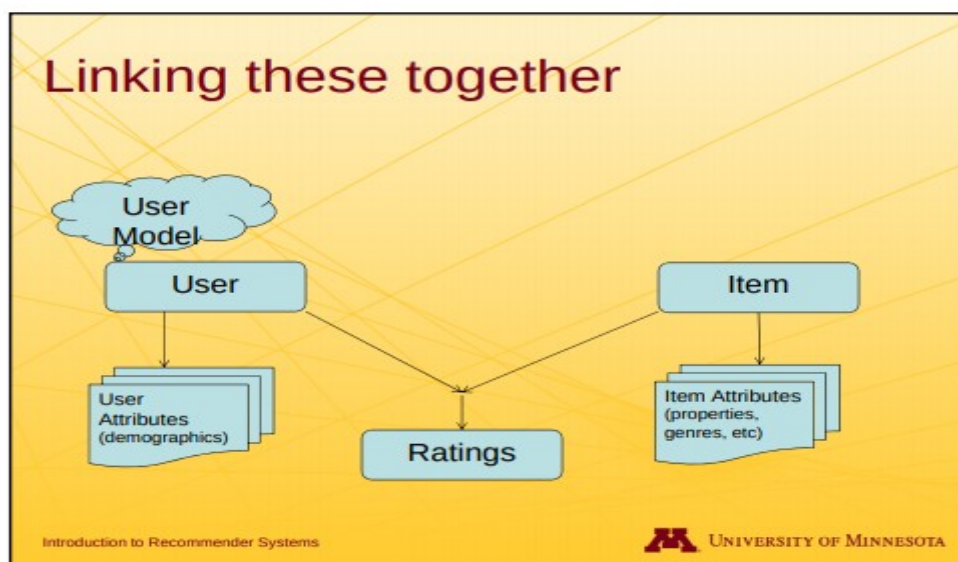 Linking these together
User
Model
User
Item
User
Attributes
(demographics)
Item Attributes
(properties,
genres, etc)
Ratings
Introduction to Recommender Systems
UNIVERSITY OF MINNESOTA